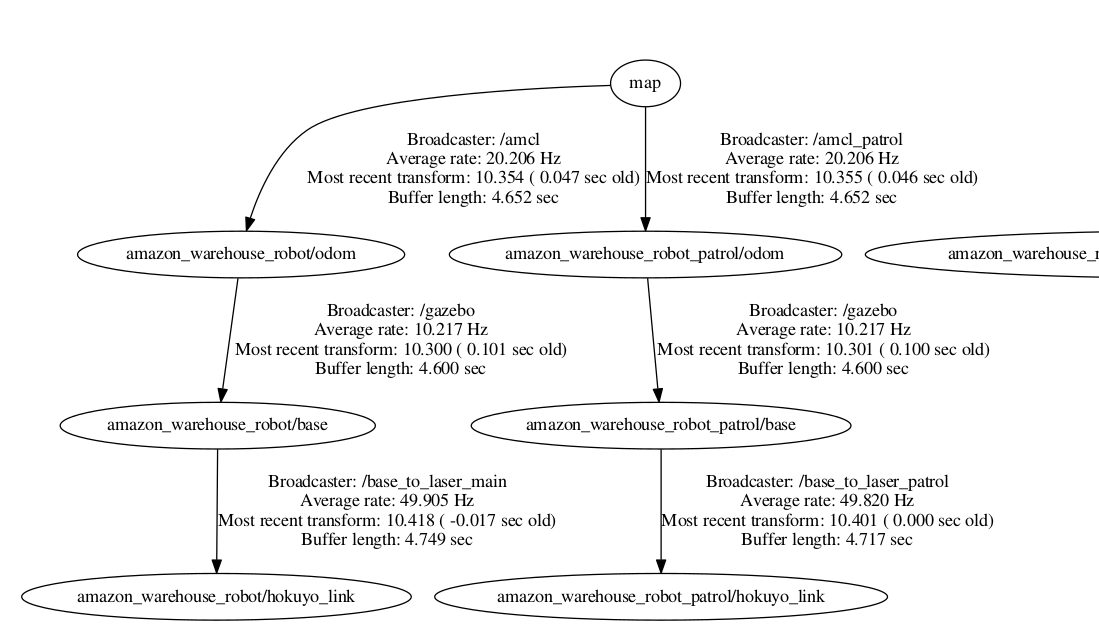 map
Broadcaster: /amcl
Average rate: 20.206 Hz
Most recent transform: 10.354 ( 0.047 sec old)
Buffer length: 4.652 sec
Broadcaster: /amcl_patrol
Average rate: 20.206 Hz
Most recent transform: 10.355 ( 0.046 sec old)
Buffer length: 4.652 sec
amazon_warehouse_robot/odom
amazon_warehouse_robot_patrol/odom
amazon_warehouse_r
Broadcaster: /gazebo
Average rate: 10.217 Hz
Most recent transform: 10.300 ( 0.101 sec old)
Buffer length: 4.600 sec
Broadcaster: /gazebo
Average rate: 10.217 Hz
Most recent transform: 10.301 ( 0.100 sec old)
Buffer length: 4.600 sec
amazon_warehouse_robot/base
amazon_warehouse_robot_patrol/base
Broadcaster: /base_to_laser_main
Average rate: 49.905 Hz
Most recent transform: 10.418 ( -0.017 sec old)
Buffer length: 4.749 sec
Broadcaster: /base_to_laser_patrol
Average rate: 49.820 Hz
Most recent transform: 10.401 ( 0.000 sec old)
Buffer length: 4.717 sec
amazon_warehouse_robot/hokuyo_link
amazon_warehouse_robot_patrol/hokuyo_link